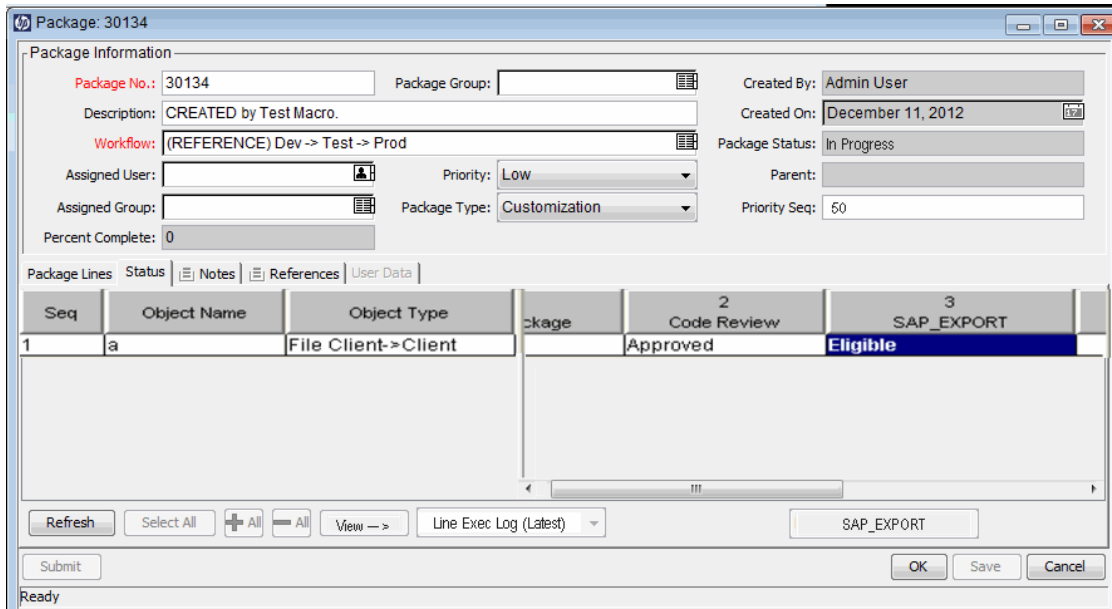 hp Package: 30134
Package Information
Package No.: 30134 Package Group: Created By: Admin User
Description: CREATED by Test Macro. Created On: December 11, 2012
Workflow: (REFERENCE) Dev -> Test -> Prod Package Status: In Progress
Assigned User: Priority: Low Parent:
Assigned Group: Package Type: Customization Priority Seq: 50
Percent Complete: 0
Package Lines Status Notes References User Data
Seq Object Name Object Type ckage 2 Code Review 3 SAP_EXPORT
1 a File Client->Client Approved Eligible
Refresh Select All All All View — > Line Exec Log (Latest) SAP_EXPORT
Submit OK Save Cancel
Ready